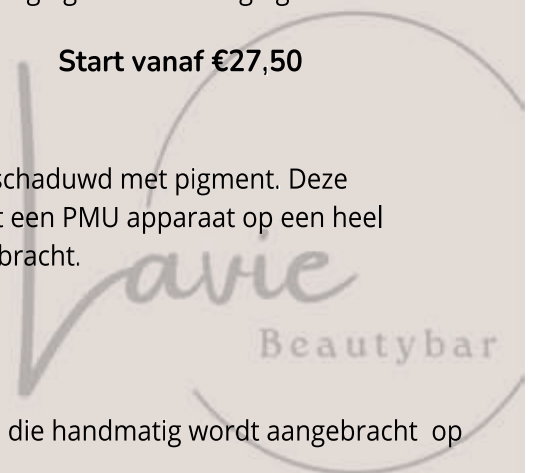 Start vanaf €27,50
schaduwd met pigment. Deze
t een PMU apparaat op een heel
bracht.
Lavie
Beautybar
die handmatig wordt aangebracht op